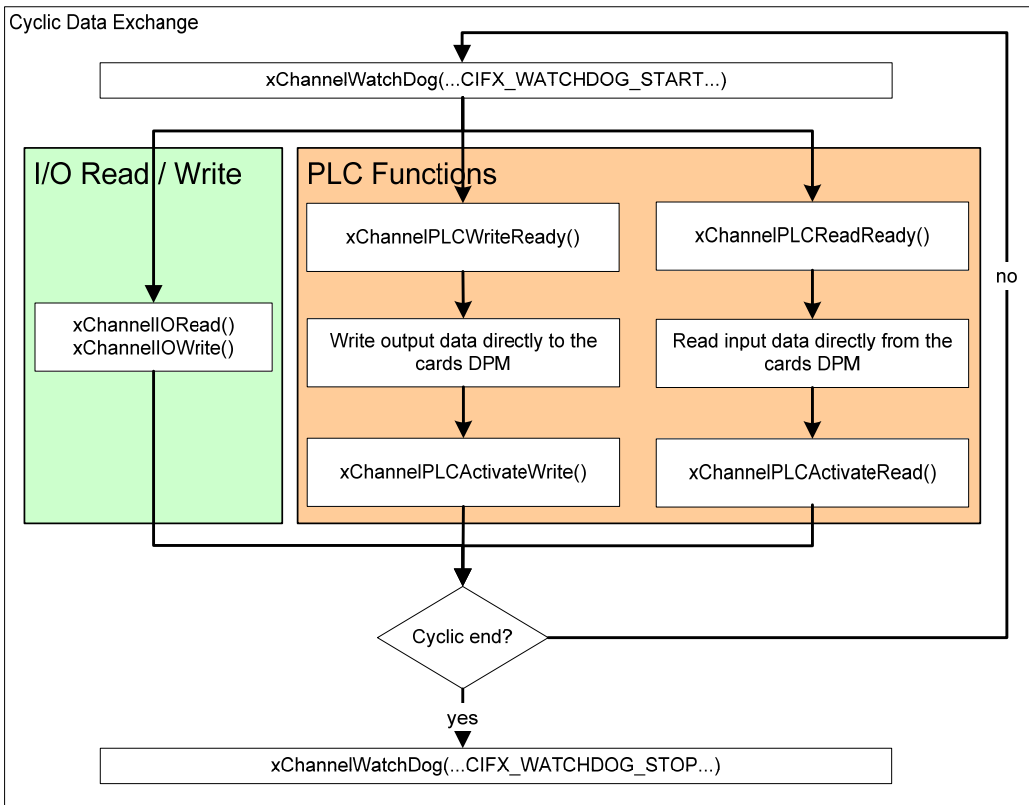 Cyclic Data Exchange
xChannelWatchDog(...CIFX_WATCHDOG_START...)
I/O Read / Write
xChannelIORead()
xChannelIOWrite()
PLC Functions
xChannelPLCWriteReady()
Write output data directly to the
cards DPM
xChannelPLCActivateWrite()
xChannelPLCReadReady()
Read input data directly from the
cards DPM
xChannelPLCActivateRead()
no
Cyclic end?
yes
xChannelWatchDog(...CIFX_WATCHDOG_STOP...)